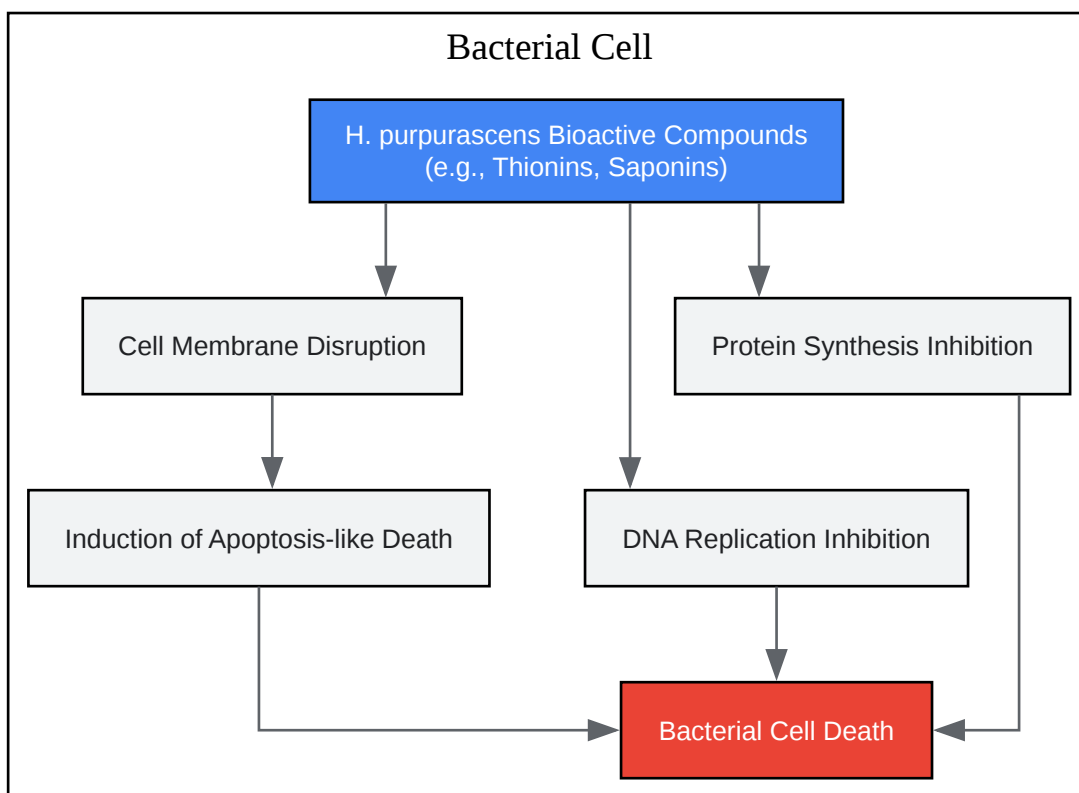 Bacterial Cell
H. purpurascens Bioactive Compounds
(e.g., Thionins, Saponins)
Cell Membrane Disruption
Protein Synthesis Inhibition
Induction of Apoptosis-like Death
DNA Replication Inhibition
Bacterial Cell Death